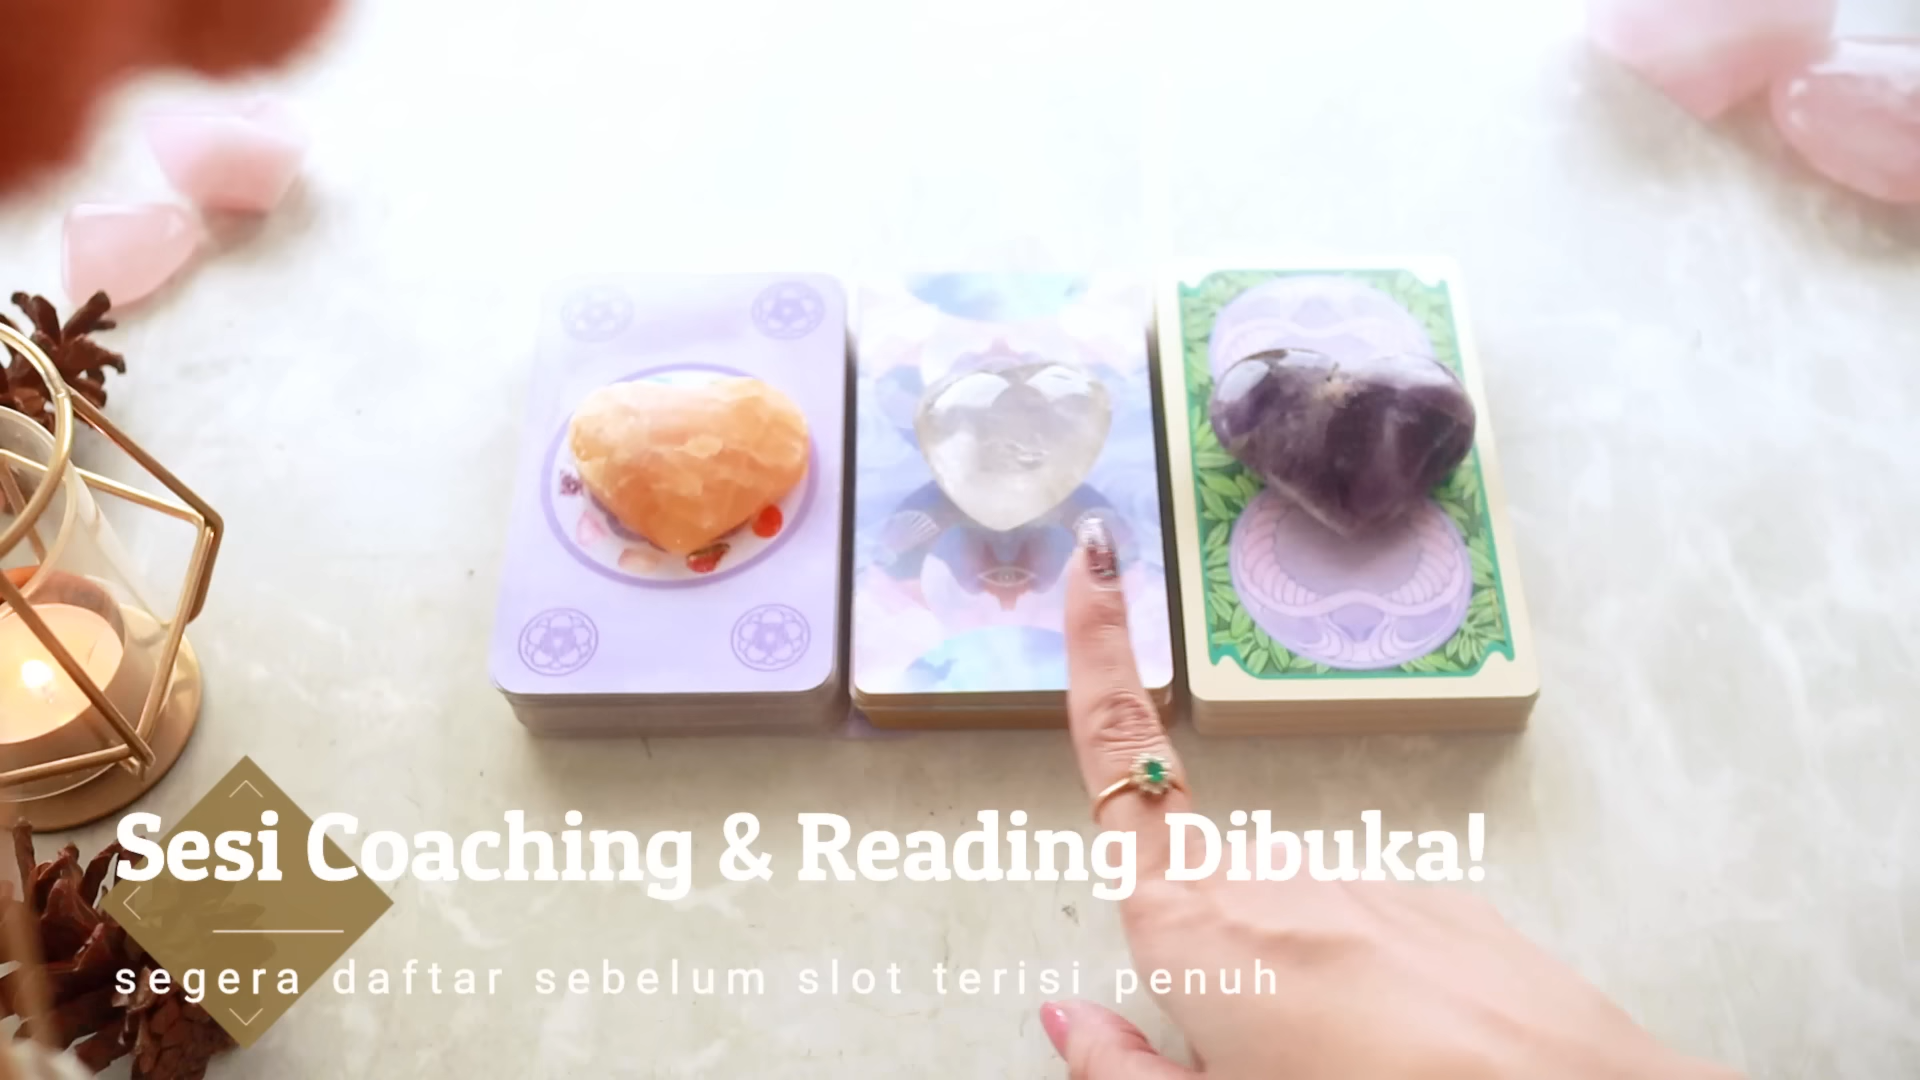 Sesi Coaching & Reading Dibuka!
segera daftar sebelum slot terisi penuh